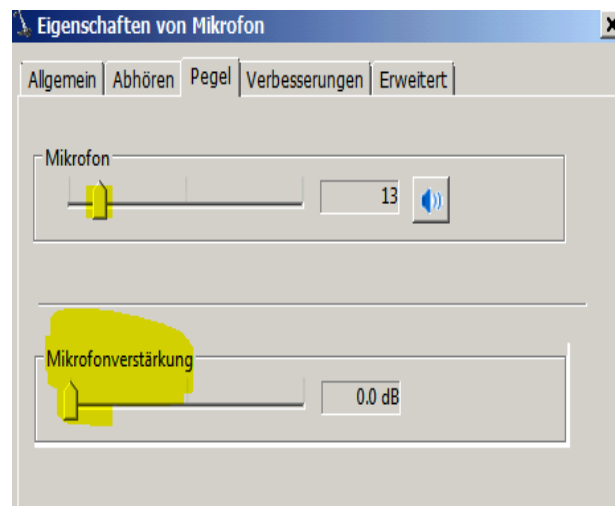 Eigenschaften von Mikrofon
Allgemein Abhören Pegel Verbesserungen Erweitert
Mikrofon
13
Mikrofonverstärkung
0.0 dB